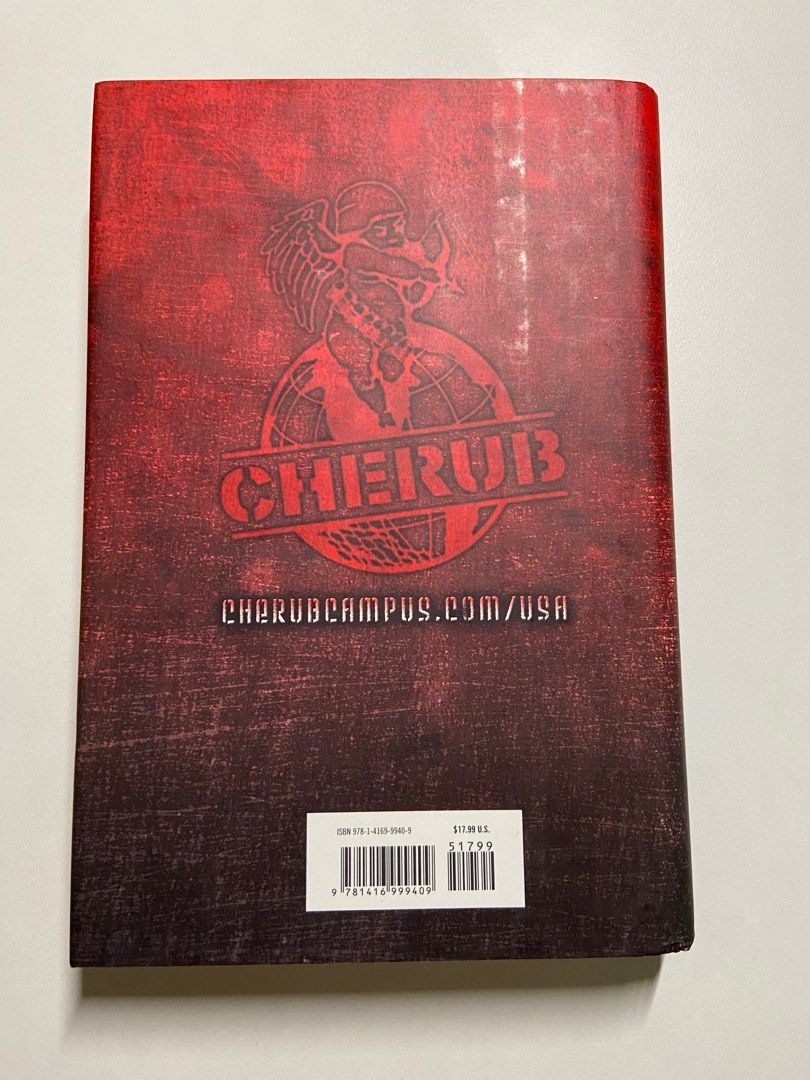 CHERUB
CHERUBCAMPUS.COM/USA
ISBN 978-1-4169-9940-9 $17.99 U.S.
51799
9 781416 999409